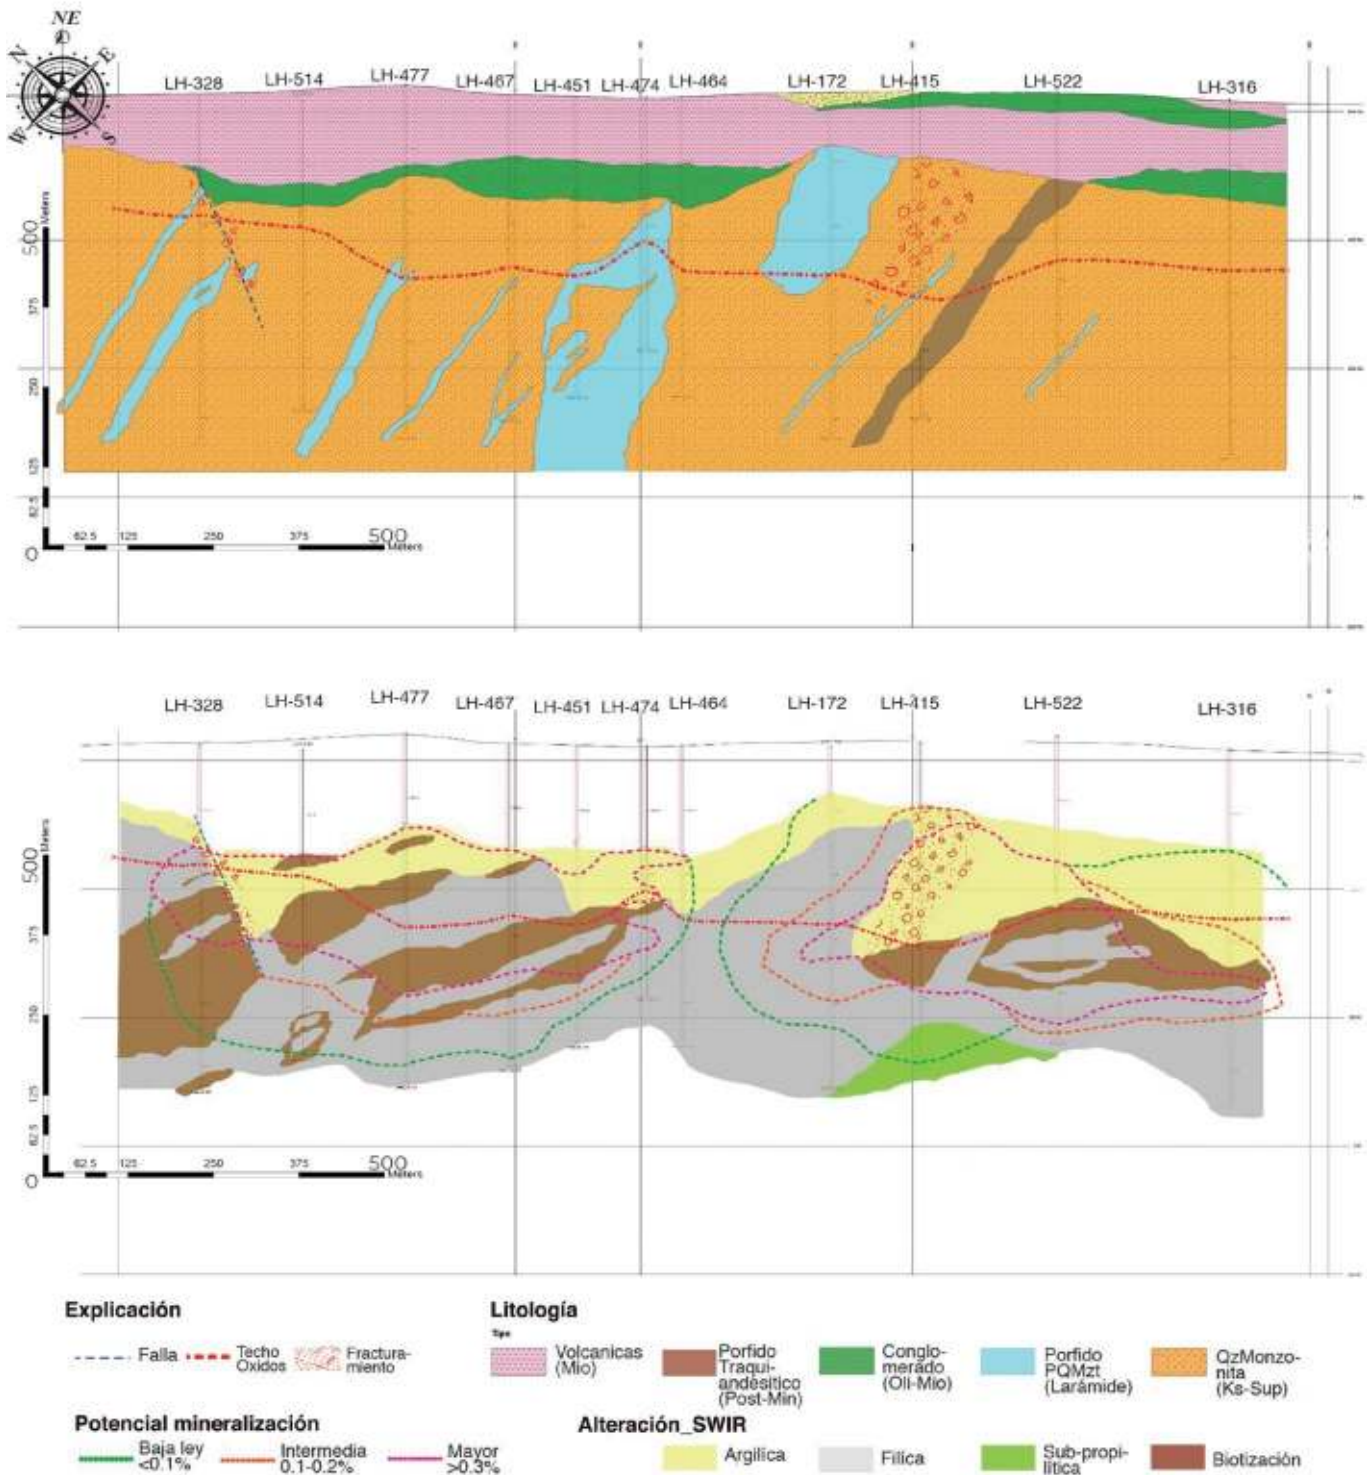 NE
N
E
W
S
LH-328
LH-514
LH-477
LH-467
LH-451
LH-474
LH-464
LH-172
LH-415
LH-522
LH-316
Meters
500
375
250
125
62.5
0
62.5
125
250
375
500
Meters
LH-328
LH-514
LH-477
LH-467
LH-451
LH-474
LH-464
LH-172
LH-415
LH-522
LH-316
Meters
500
375
250
125
62.5
0
62.5
125
250
375
500
Meters
Explicación
Falla
Techo
Oxidos
Fractura-
miento
Litología
Tipo
Volcanicas
(Mio)
Porfido
Traqui-
andesitico
(Post-Min)
Conglo-
merado
(Oli-Mio)
Porfido
PQMzt
(Larámide)
QzMonzo-
nita
(Ks-Sup)
Potencial mineralización
Baja ley
<0.1%
Intermedia
0.1-0.2%
Mayor
>0.3%
Alteración_SWIR
Argilica
Filica
Sub-propi-
lítica
Biotización